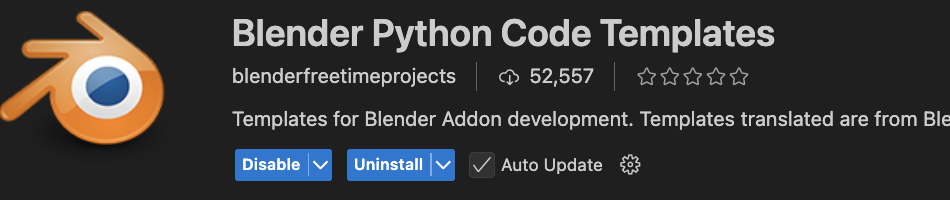 Blender Python Code Templates
blenderfreetimeprojects 52,557
Templates for Blender Addon development. Templates translated are from Ble
Disable Uninstall Auto Update